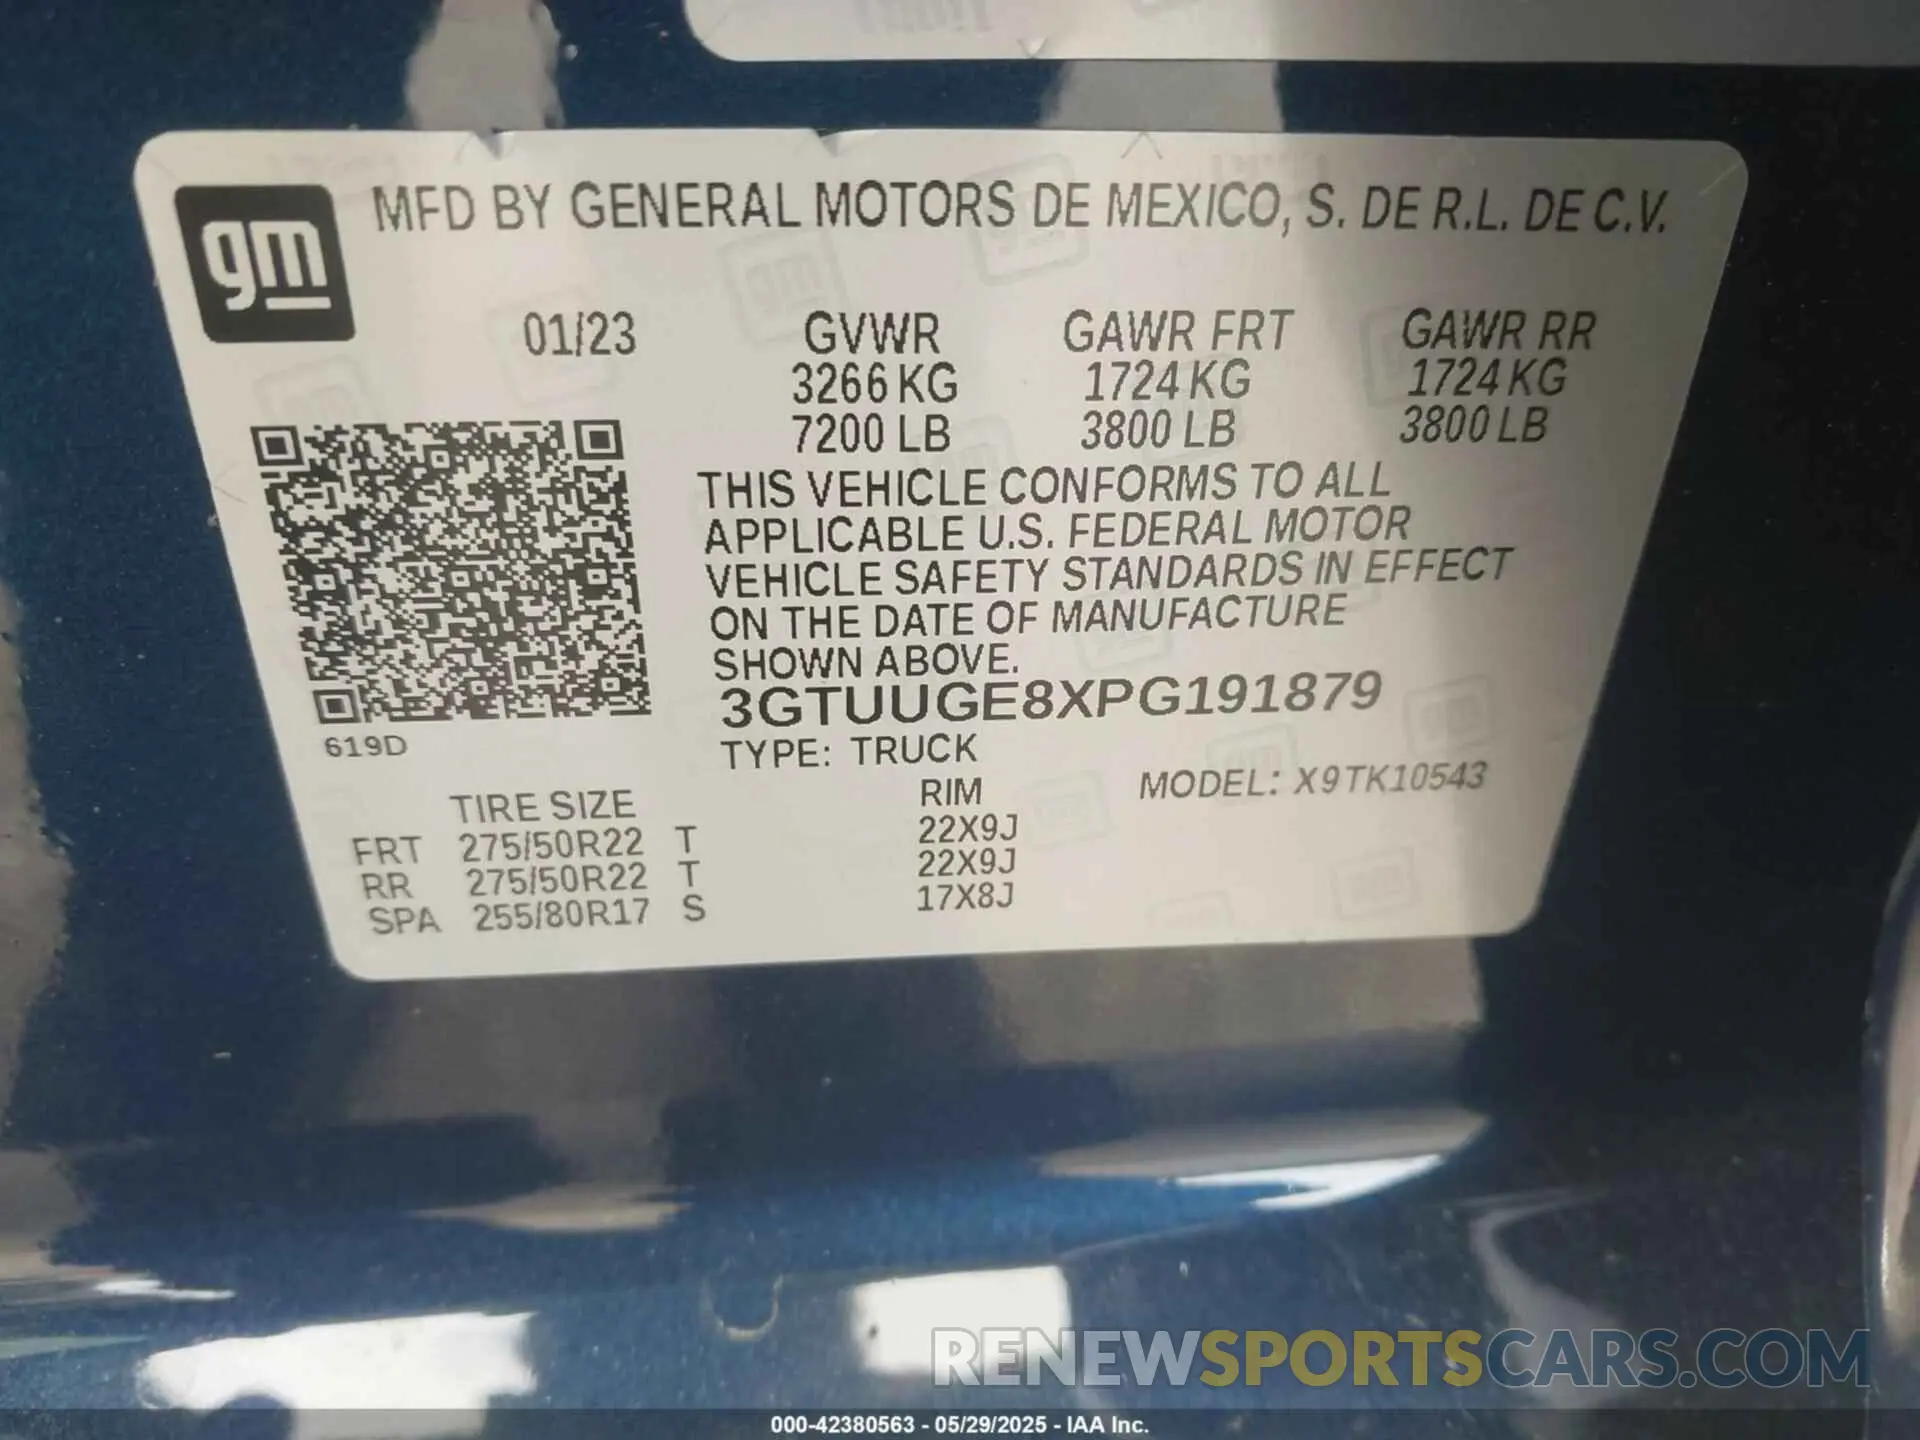 gm
MFD BY GENERAL MOTORS DE MEXICO, S. DE R.L. DE C.V.
01/23 GVWR GAWR FRT GAWR RR
3266 KG 1724 KG 1724 KG
7200 LB 3800 LB 3800 LB
THIS VEHICLE CONFORMS TO ALL
APPLICABLE U.S. FEDERAL MOTOR
VEHICLE SAFETY STANDARDS IN EFFECT
ON THE DATE OF MANUFACTURE
SHOWN ABOVE.
3GTUUGE8XPG191879
619D
TYPE: TRUCK
MODEL: X9TK10543
TIRE SIZE RIM
FRT 275/50R22 T 22X9J
RR 275/50R22 T 22X9J
SPA 255/80R17 S 17X8J
RENEWSPORTSCARS.COM
000-42380563 - 05/29/2025 - IAA Inc.